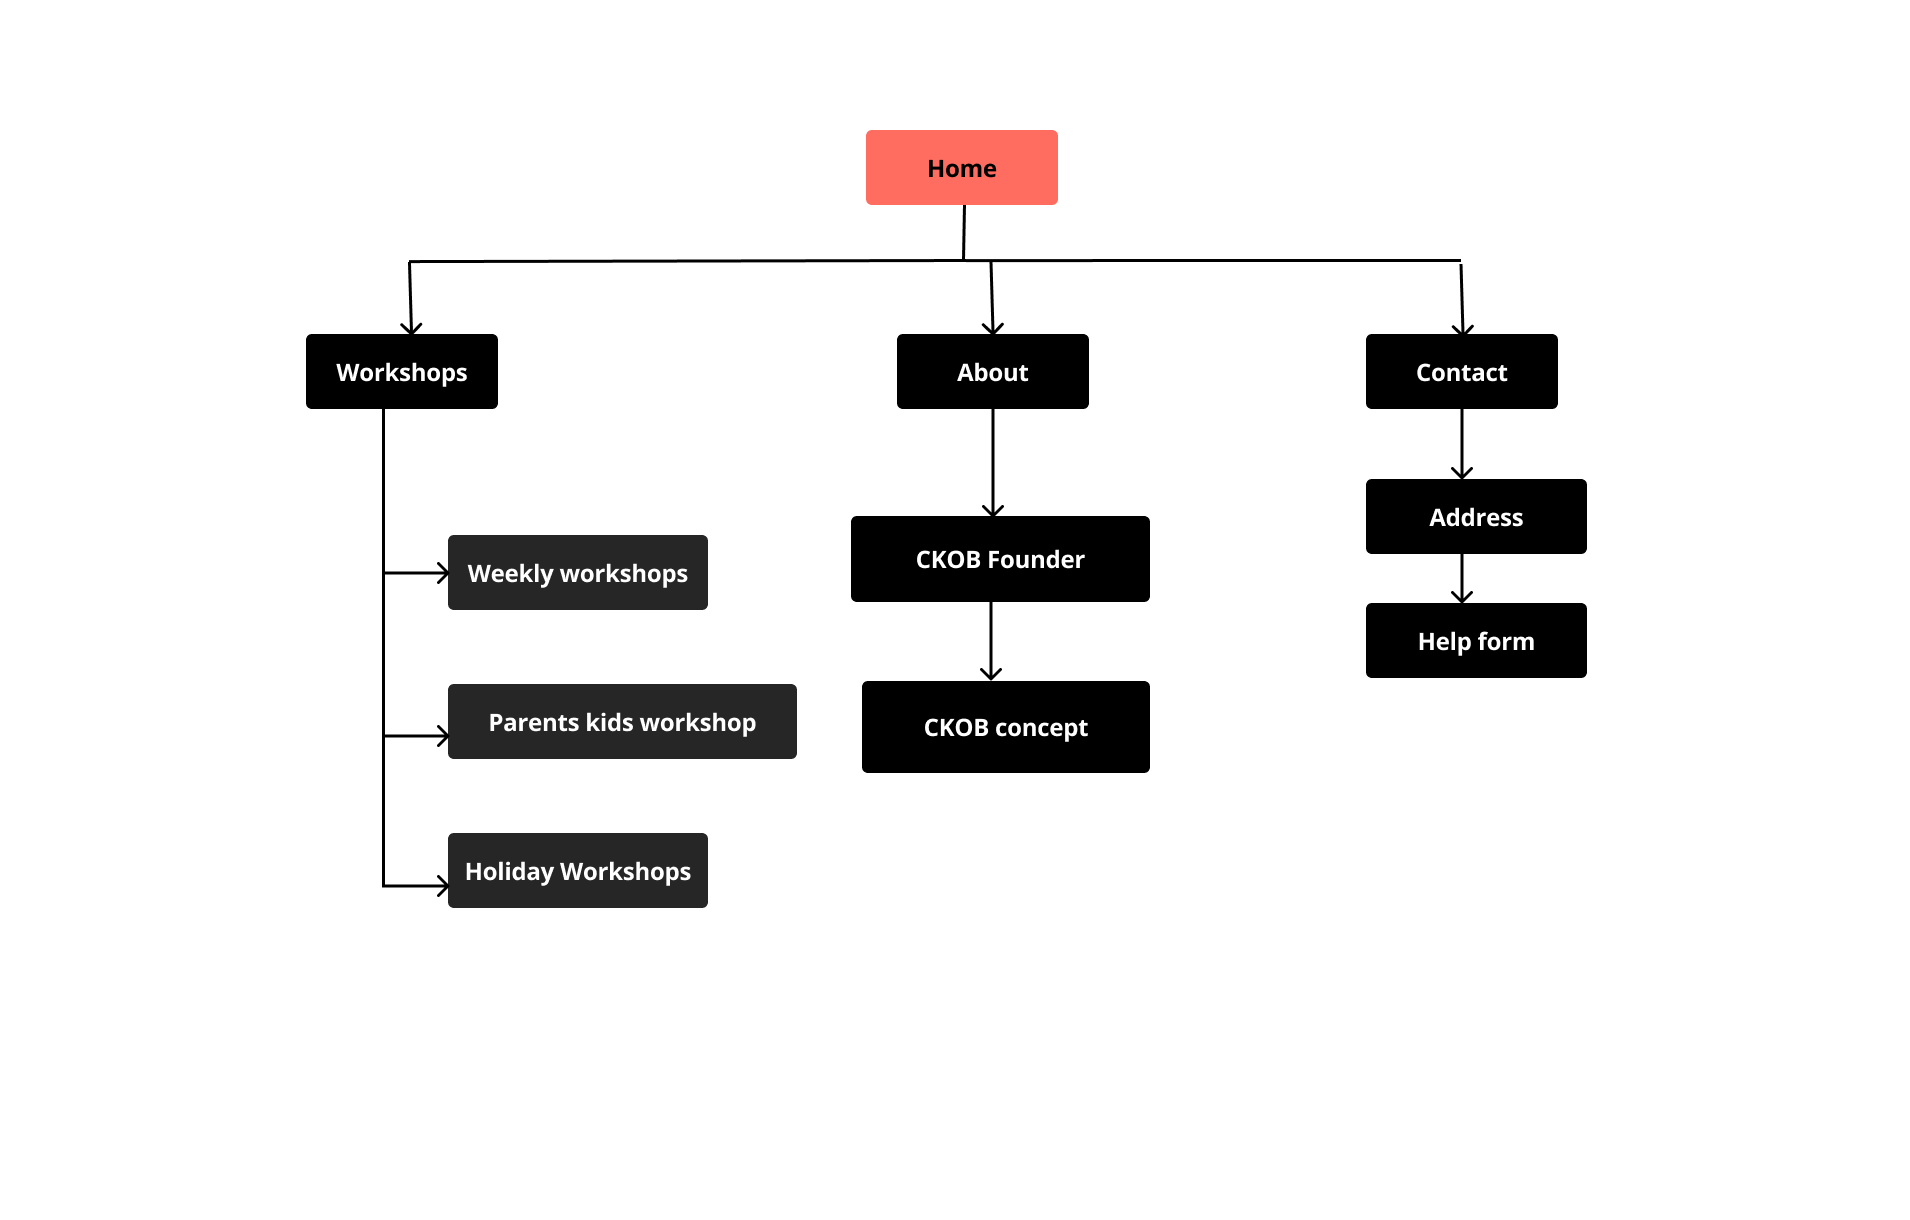 Home
Workshops
About
Contact
Weekly workshops
Parents kids workshop
Holiday Workshops
CKOB Founder
CKOB concept
Address
Help form